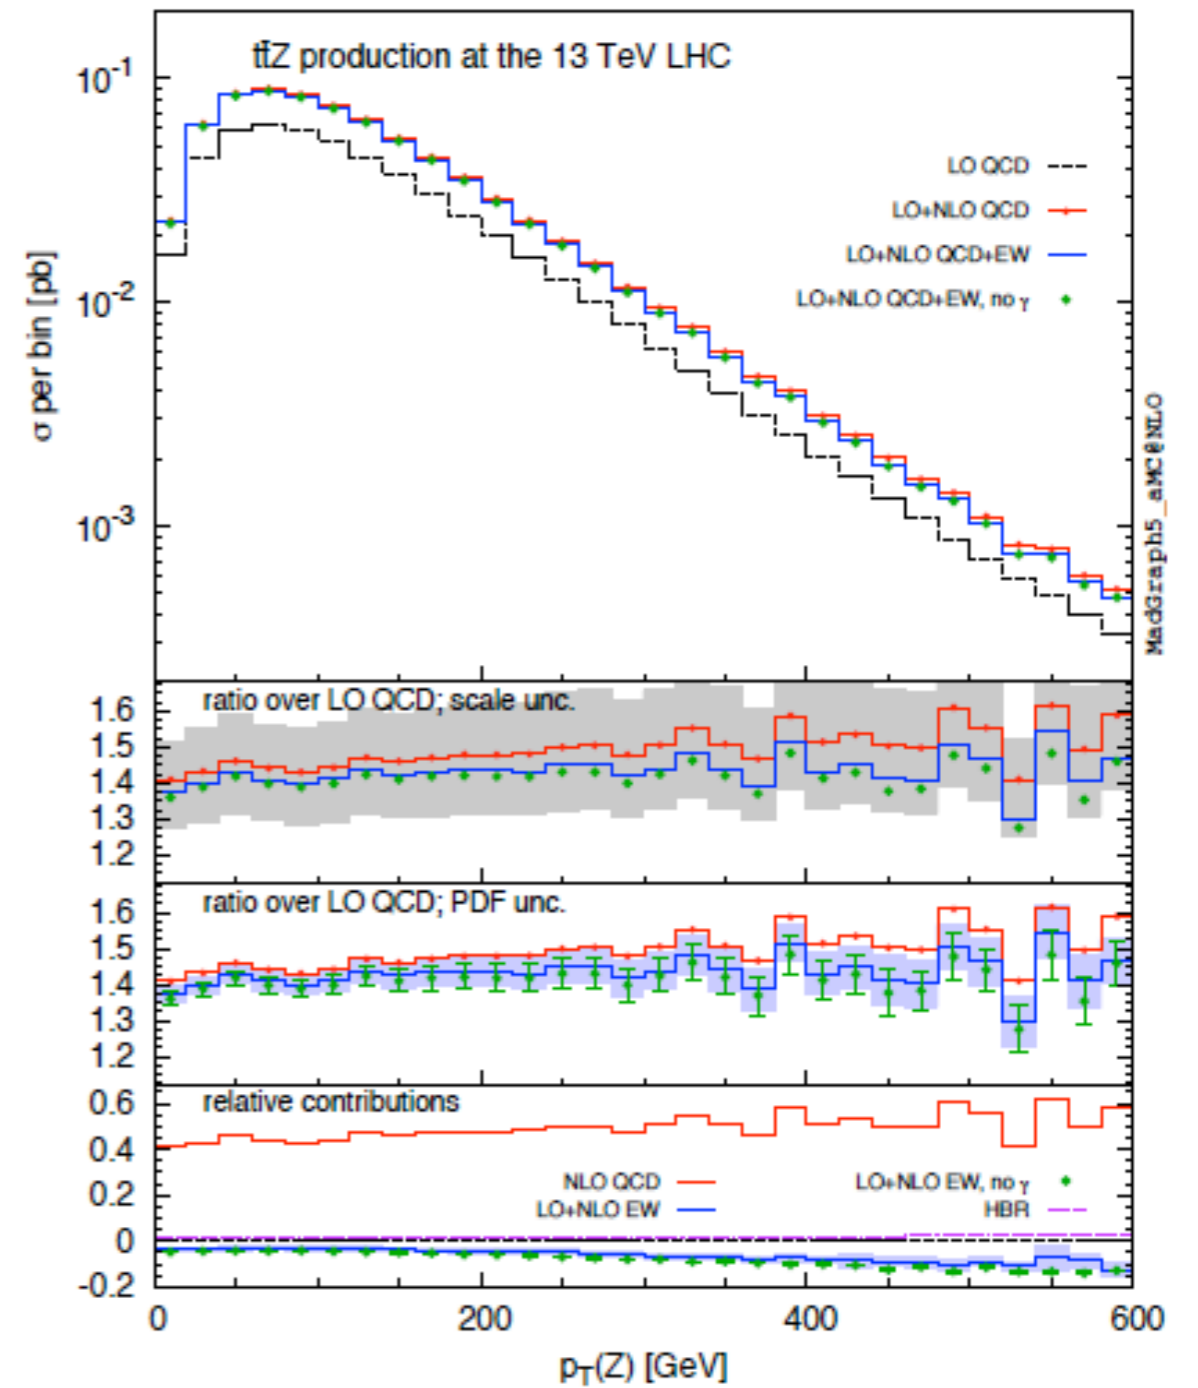 tt̄Z production at the 13 TeV LHC
10-1
LO QCD
LO+NLO QCD
LO+NLO QCD+EW
LO+NLO QCD+EW, no γ
10-2
10-3
σ per bin [pb]
MadGraph5_aMC@NLO
ratio over LO QCD; scale unc.
1.6
1.5
1.4
1.3
1.2
ratio over LO QCD; PDF unc.
1.6
1.5
1.4
1.3
1.2
relative contributions
0.6
0.4
0.2
0
-0.2
NLO QCD
LO+NLO EW
LO+NLO EW, no γ
HBR
0 200 400 600
pT(Z) [GeV]